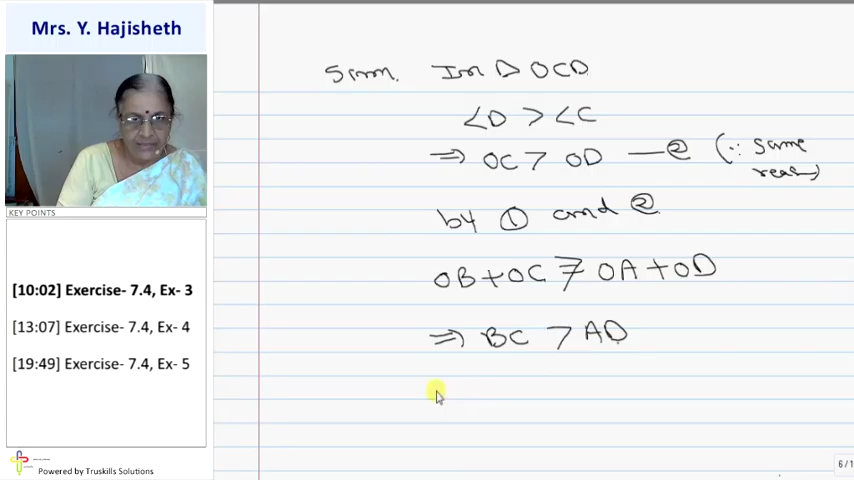 Mrs. Y. Hajisheth
KEY POINTS
[10:02] Exercise- 7.4, Ex- 3
[13:07] Exercise- 7.4, Ex- 4
[19:49] Exercise- 7.4, Ex- 5
Powered by Truskills Solutions
In Δ OCD
∠D > ∠C
⇒ OC > OD — ② (∵ same
reason)
by ① and ②
OB + OC > OA + OD
⇒ BC > AD
6/1